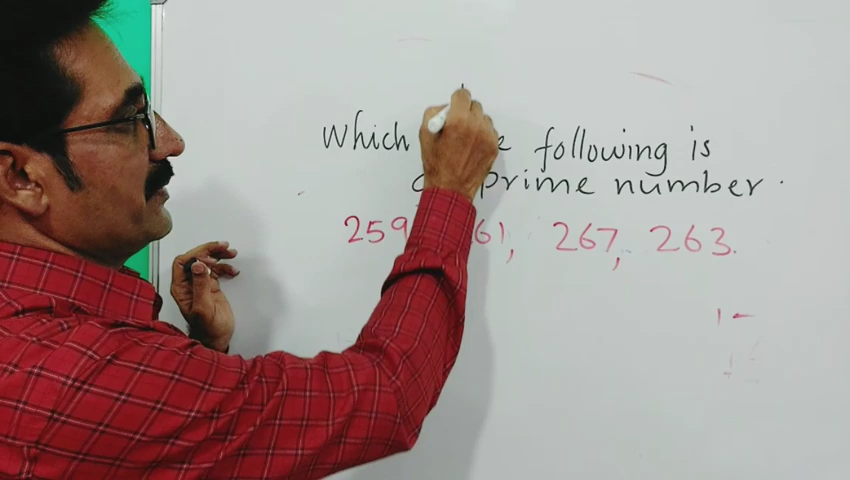 Which following is
prime number.
259 61, 267, 263.